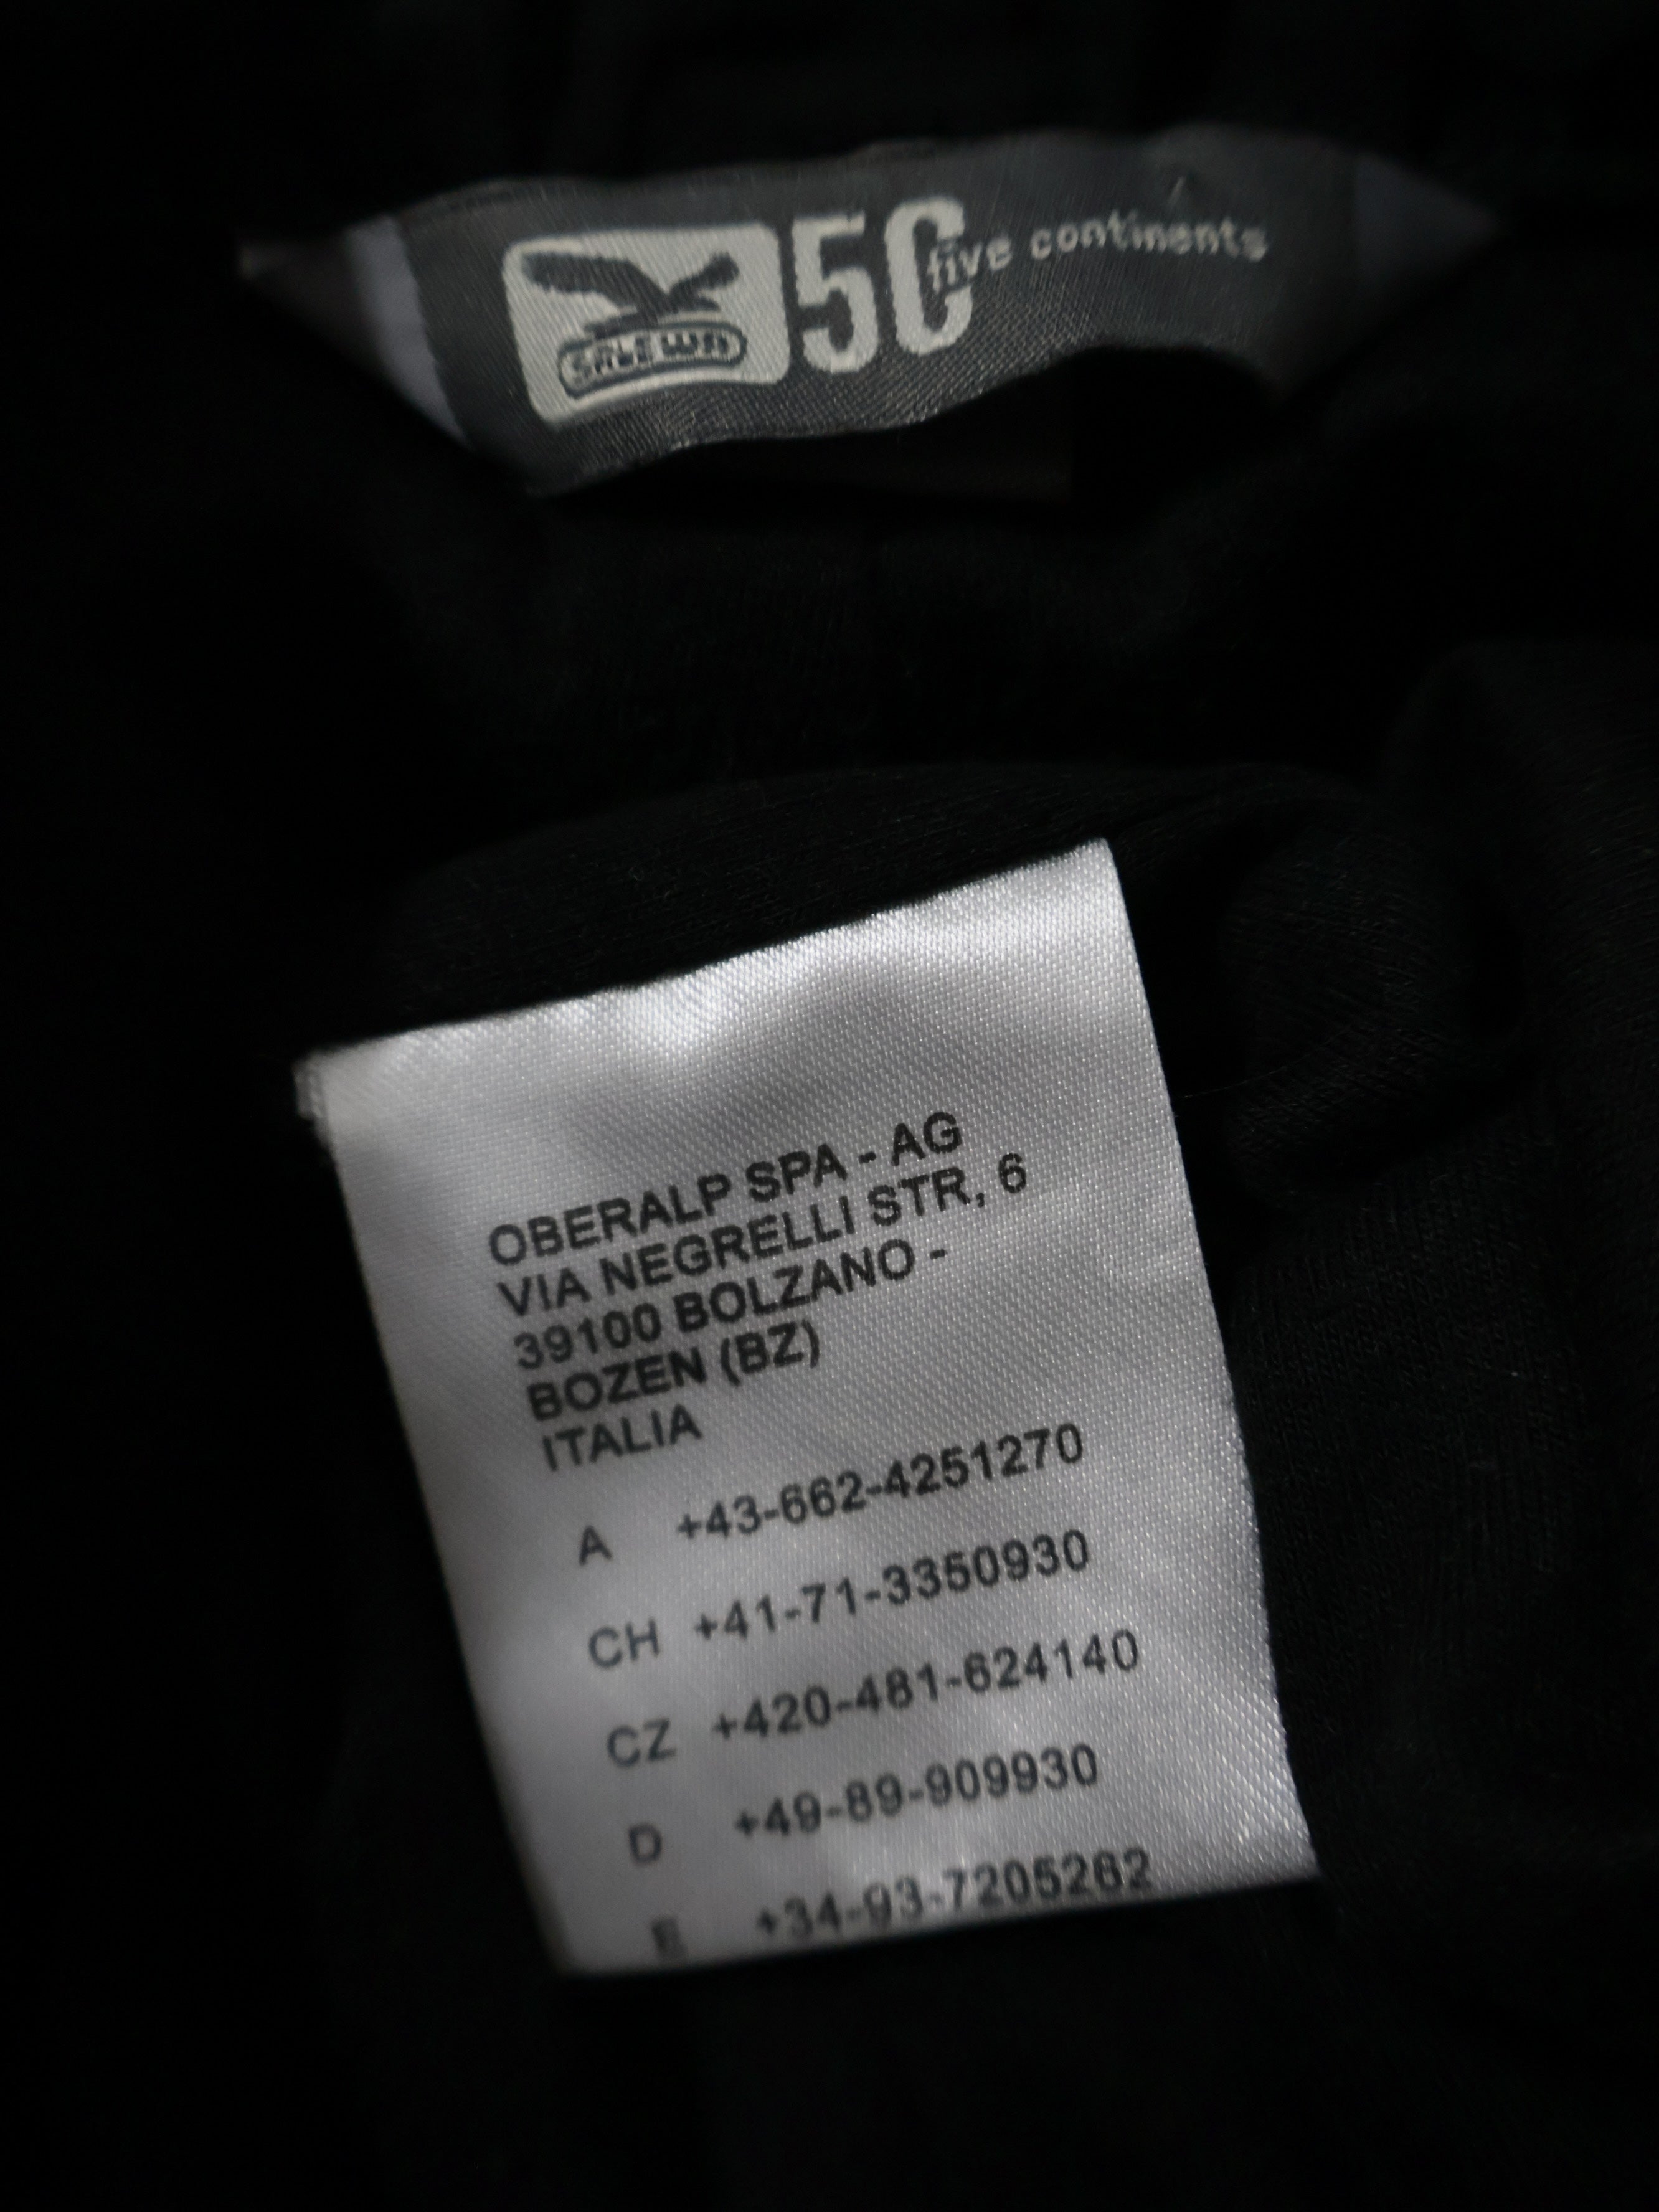 SALEWA
5C five continents
OBERALP SPA - AG
VIA NEGRELLI STR, 6
39100 BOLZANO -
BOZEN (BZ)
ITALIA
A +43-662-4251270
CH +41-71-3350930
CZ +420-481-624140
D +49-89-909930
E +34-93-7205262